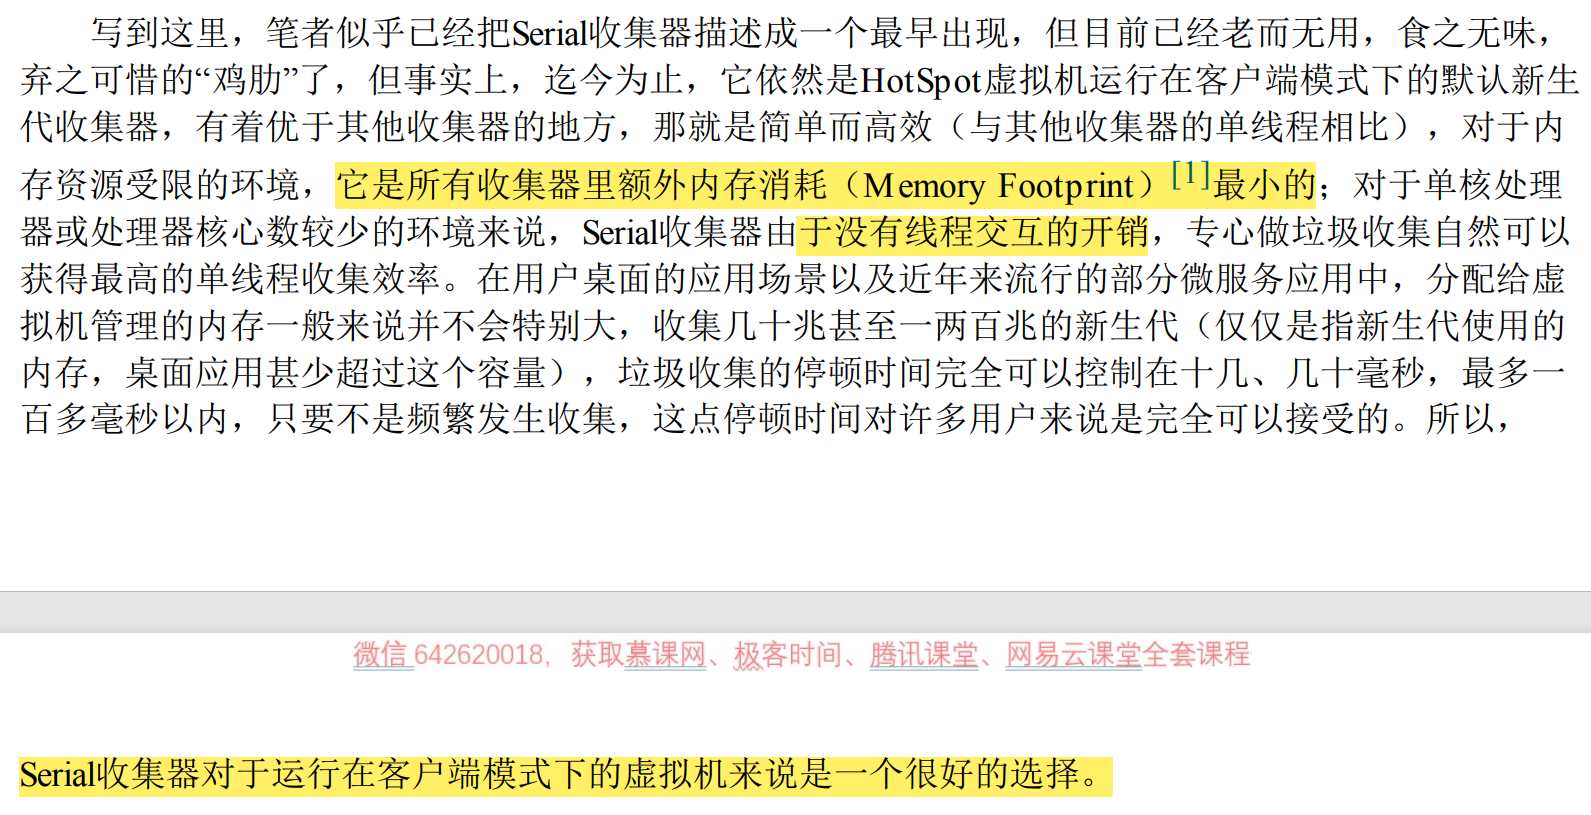 写到这里，笔者似乎已经把Serial收集器描述成一个最早出现，但目前已经老而无用，食之无味，
弃之可惜的“鸡肋”了，但事实上，迄今为止，它依然是HotSpot虚拟机运行在客户端模式下的默认新生
代收集器，有着优于其他收集器的地方，那就是简单而高效（与其他收集器的单线程相比），对于内
存资源受限的环境，它是所有收集器里额外内存消耗（Memory Footprint）[1]最小的；对于单核处理
器或处理器核心数较少的环境来说，Serial收集器由于没有线程交互的开销，专心做垃圾收集自然可以
获得最高的单线程收集效率。在用户桌面的应用场景以及近年来流行的部分微服务应用中，分配给虚
拟机管理的内存一般来说并不会特别大，收集几十兆甚至一两百兆的新生代（仅仅是指新生代使用的
内存，桌面应用甚少超过这个容量），垃圾收集的停顿时间完全可以控制在十几、几十毫秒，最多一
百多毫秒以内，只要不是频繁发生收集，这点停顿时间对许多用户来说是完全可以接受的。所以，
微信 642620018，获取慕课网、极客时间、腾讯课堂、网易云课堂全套课程
Serial收集器对于运行在客户端模式下的虚拟机来说是一个很好的选择。